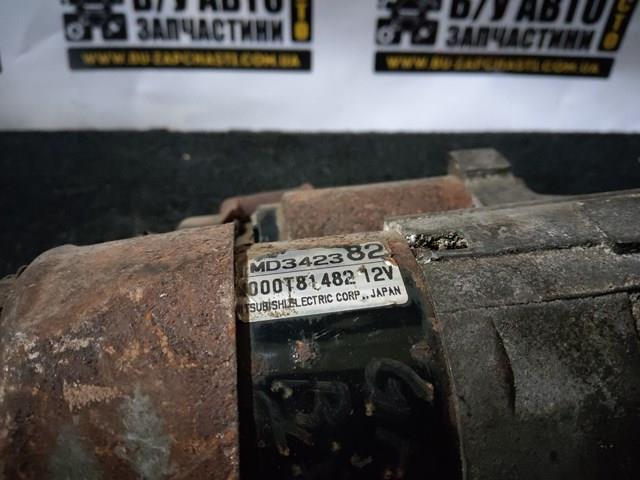 Б/У АВТО
ЗАПЧАСТИНИ
WWW.BU-ZAPCHASTI.COM.UA
Б/У АВТО
ЗАПЧАСТИНИ
WWW.BU-ZAPCHASTI.COM.UA
MD342382
000T81482 12V
TSUBISHI ELECTRIC CORP., JAPAN